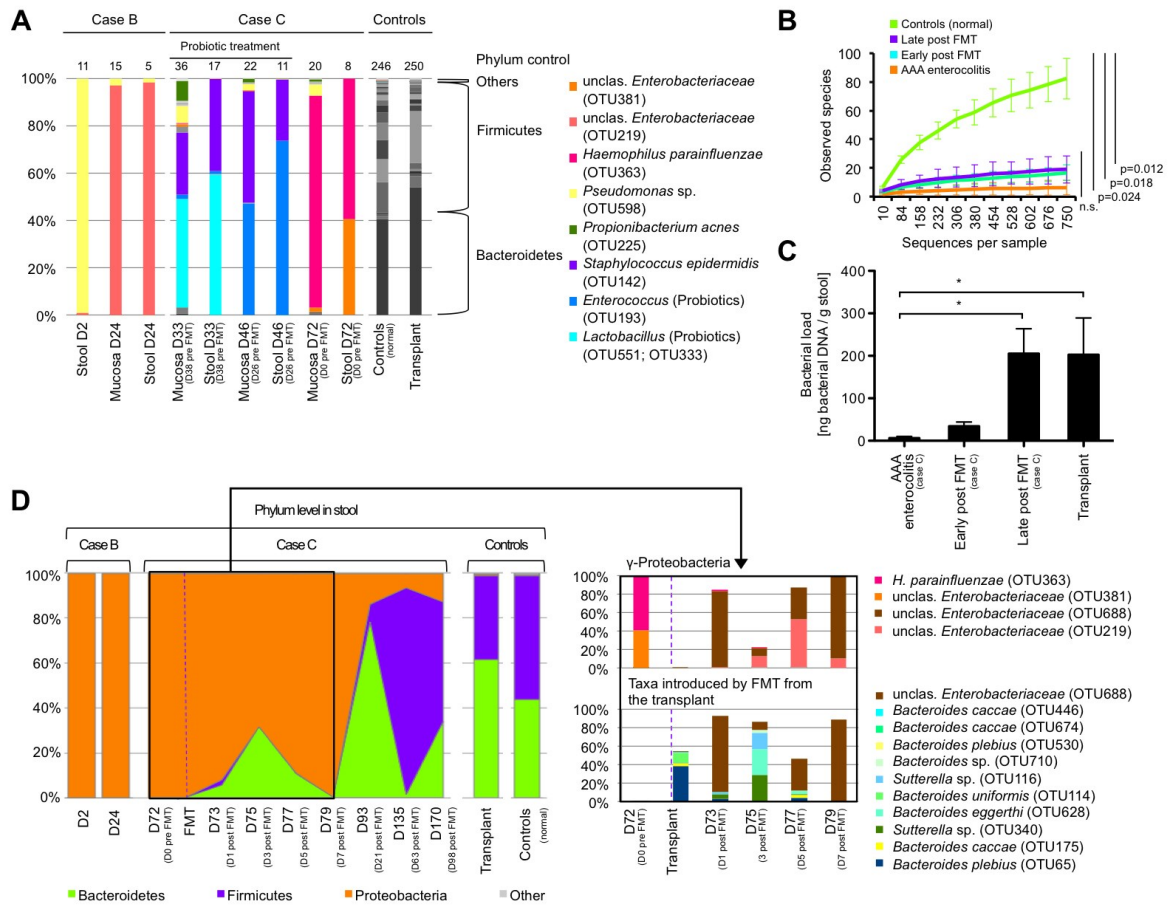 A
Case B
Case C
Controls
Probiotic treatment
11 15 5 36 17 22 11 20 8 246 250
Phylum control
100%
80%
60%
40%
20%
0%
Others
Firmicutes
Bacteroidetes
Stool D2
Mucosa D24
Stool D24
Mucosa D33
(D38 pre FMT)
Stool D33
(D38 pre FMT)
Mucosa D46
(D26 pre FMT)
Stool D46
(D26 pre FMT)
Mucosa D72
(D0 pre FMT)
Stool D72
(D0 pre FMT)
Controls
(normal)
Transplant
unclas. Enterobacteriaceae
(OTU381)
unclas. Enterobacteriaceae
(OTU219)
Haemophilus parainfluenzae
(OTU363)
Pseudomonas sp.
(OTU598)
Propionibacterium acnes
(OTU225)
Staphylococcus epidermidis
(OTU142)
Enterococcus (Probiotics)
(OTU193)
Lactobacillus (Probiotics)
(OTU551; OTU333)
B
Controls (normal)
Late post FMT
Early post FMT
AAA enterocolitis
Observed species
100
80
60
40
20
0
10 84 158 232 306 380 454 528 602 676 750
Sequences per sample
p=0.012
p=0.018
n.s.
p=0.024
C
Bacterial load
[ng bacterial DNA / g stool]
400
300
200
100
0
*
*
AAA
enterocolitis
(case C)
Early post FMT
(case C)
Late post FMT
(case C)
Transplant
D
Phylum level in stool
Case B
Case C
Controls
100%
80%
60%
40%
20%
0%
D2
D24
D72
(D0 pre FMT)
FMT
D73
(D1 post FMT)
D75
(D3 post FMT)
D77
(D5 post FMT)
D79
(D7 post FMT)
D93
(D21 post FMT)
D135
(D63 post FMT)
D170
(D98 post FMT)
Transplant
Controls
(normal)
Bacteroidetes
Firmicutes
Proteobacteria
Other
γ-Proteobacteria
100%
80%
60%
40%
20%
0%
Taxa introduced by FMT from
the transplant
100%
80%
60%
40%
20%
0%
D72
(D0 pre FMT)
Transplant
D73
(D1 post FMT)
D75
(3 post FMT)
D77
(D5 post FMT)
D79
(D7 post FMT)
H. parainfluenzae (OTU363)
unclas. Enterobacteriaceae (OTU381)
unclas. Enterobacteriaceae (OTU688)
unclas. Enterobacteriaceae (OTU219)
unclas. Enterobacteriaceae (OTU688)
Bacteroides caccae (OTU446)
Bacteroides caccae (OTU674)
Bacteroides plebius (OTU530)
Bacteroides sp. (OTU710)
Sutterella sp. (OTU116)
Bacteroides uniformis (OTU114)
Bacteroides eggerthi (OTU628)
Sutterella sp. (OTU340)
Bacteroides caccae (OTU175)
Bacteroides plebius (OTU65)